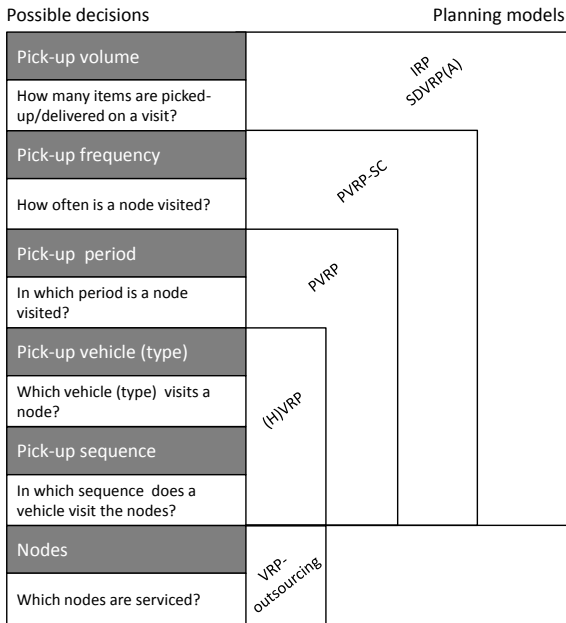 Possible decisions
Planning models
Pick-up volume
How many items are picked-
up/delivered on a visit?
IRP
SDVRP(A)
Pick-up frequency
How often is a node visited?
PVRP-SC
Pick-up period
In which period is a node
visited?
PVRP
Pick-up vehicle (type)
Which vehicle (type) visits a
node?
(H)VRP
Pick-up sequence
In which sequence does a
vehicle visit the nodes?
Nodes
Which nodes are serviced?
VRP-
outsourcing